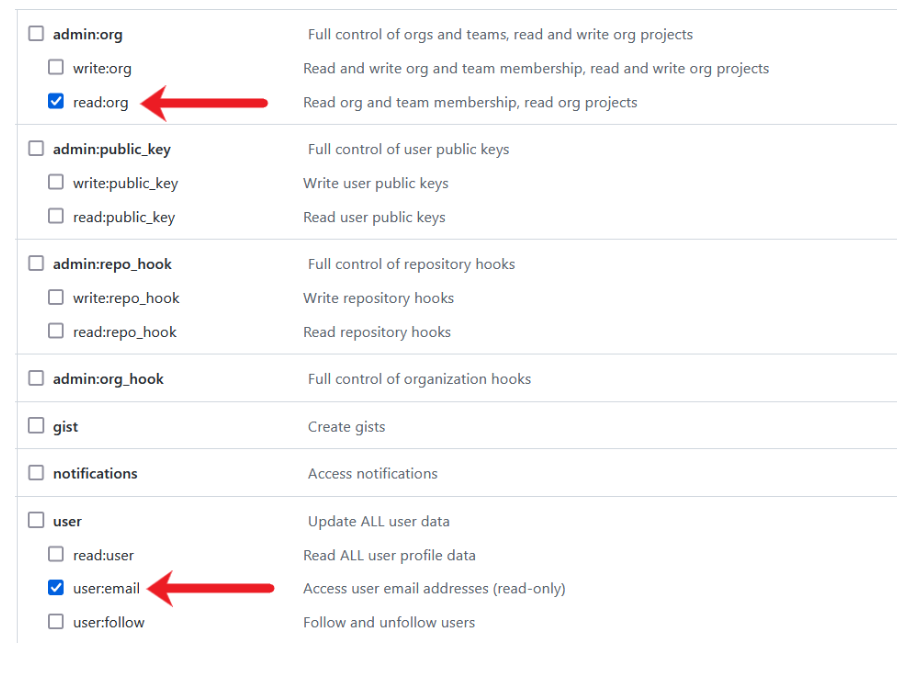 admin:org Full control of orgs and teams, read and write org projects
write:org Read and write org and team membership, read and write org projects
read:org Read org and team membership, read org projects
admin:public_key Full control of user public keys
write:public_key Write user public keys
read:public_key Read user public keys
admin:repo_hook Full control of repository hooks
write:repo_hook Write repository hooks
read:repo_hook Read repository hooks
admin:org_hook Full control of organization hooks
gist Create gists
notifications Access notifications
user Update ALL user data
read:user Read ALL user profile data
user:email Access user email addresses (read-only)
user:follow Follow and unfollow users